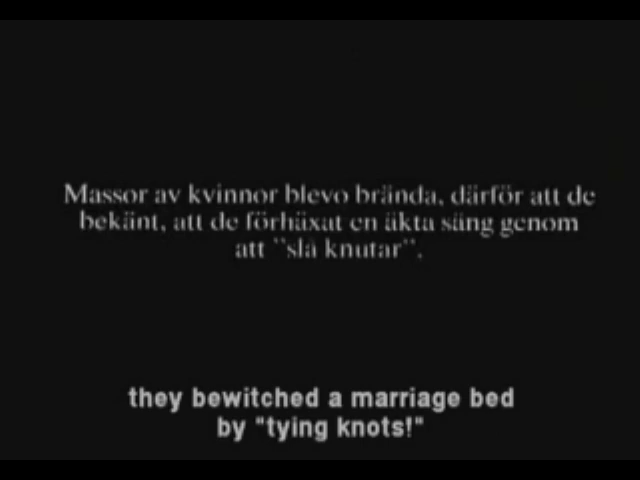 Massor av kvinnor blevo brända, därför att de
bekänt, att de förhäxat en äkta säng genom
att "slå knutar".
they bewitched a marriage bed
by "tying knots!"